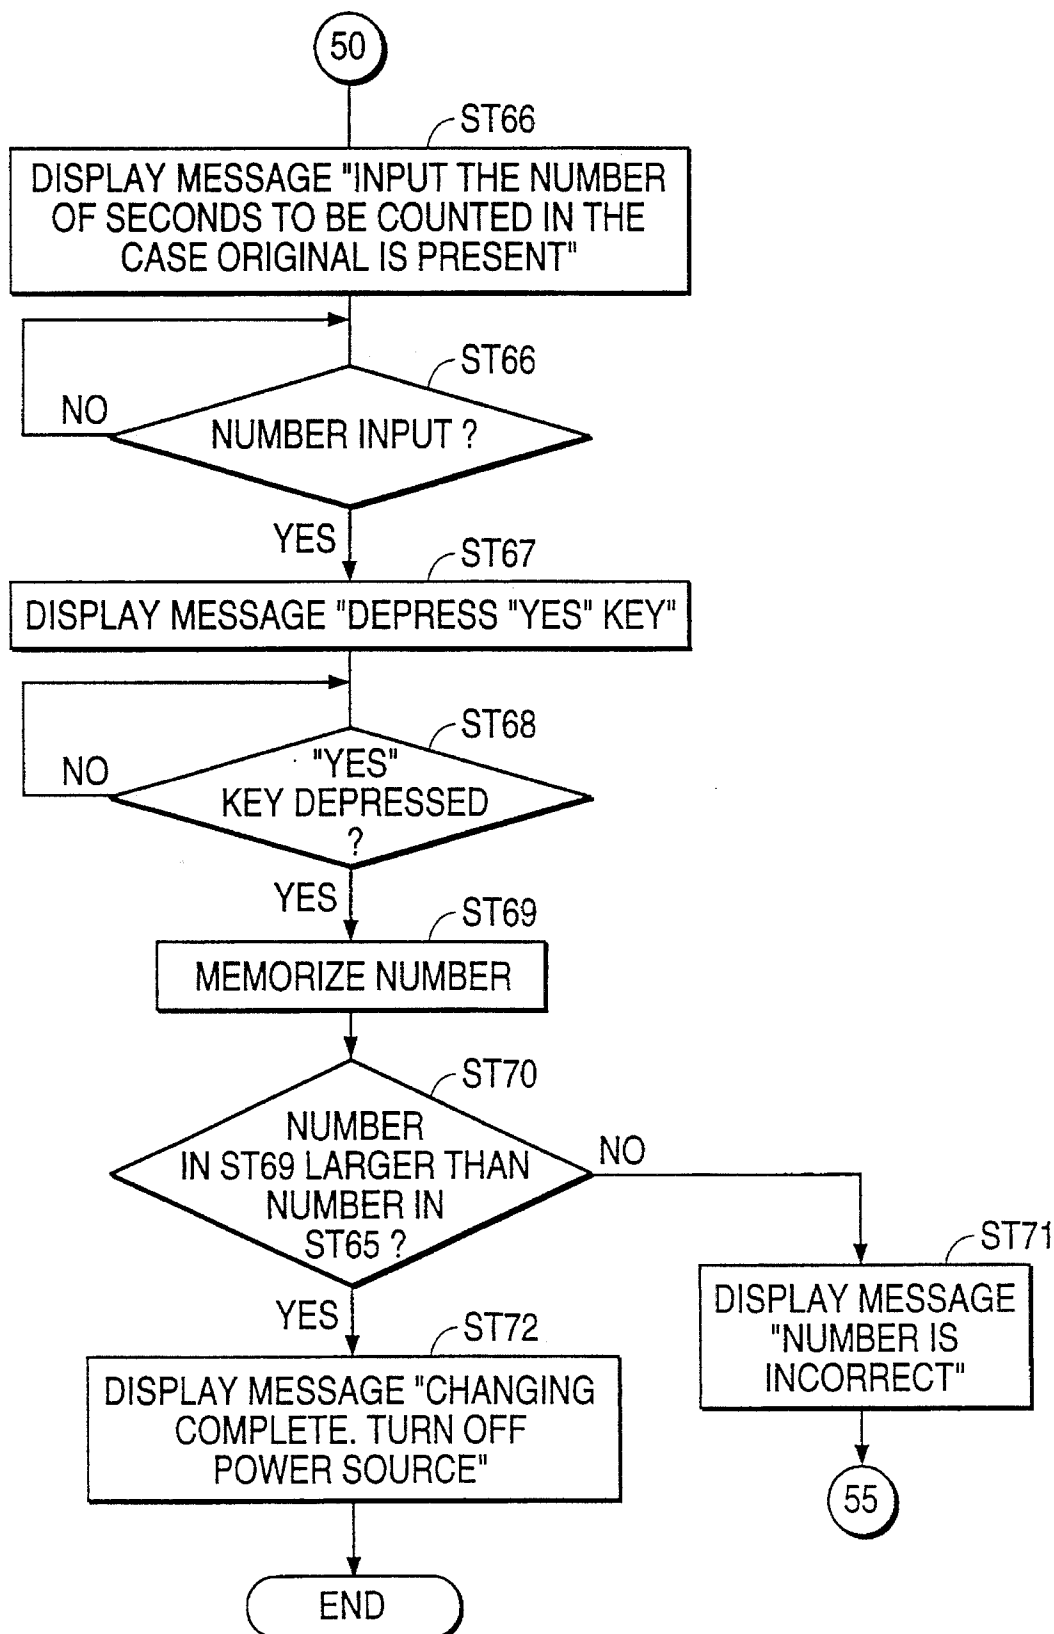 50
ST66
DISPLAY MESSAGE "INPUT THE NUMBER
OF SECONDS TO BE COUNTED IN THE
CASE ORIGINAL IS PRESENT"
ST66
NO
NUMBER INPUT ?
YES
ST67
DISPLAY MESSAGE "DEPRESS "YES" KEY"
ST68
NO
"YES"
KEY DEPRESSED
?
YES
ST69
MEMORIZE NUMBER
ST70
NUMBER
IN ST69 LARGER THAN
NUMBER IN
ST65 ?
NO
YES
ST71
DISPLAY MESSAGE
"NUMBER IS
INCORRECT"
ST72
DISPLAY MESSAGE "CHANGING
COMPLETE. TURN OFF
POWER SOURCE"
55
END